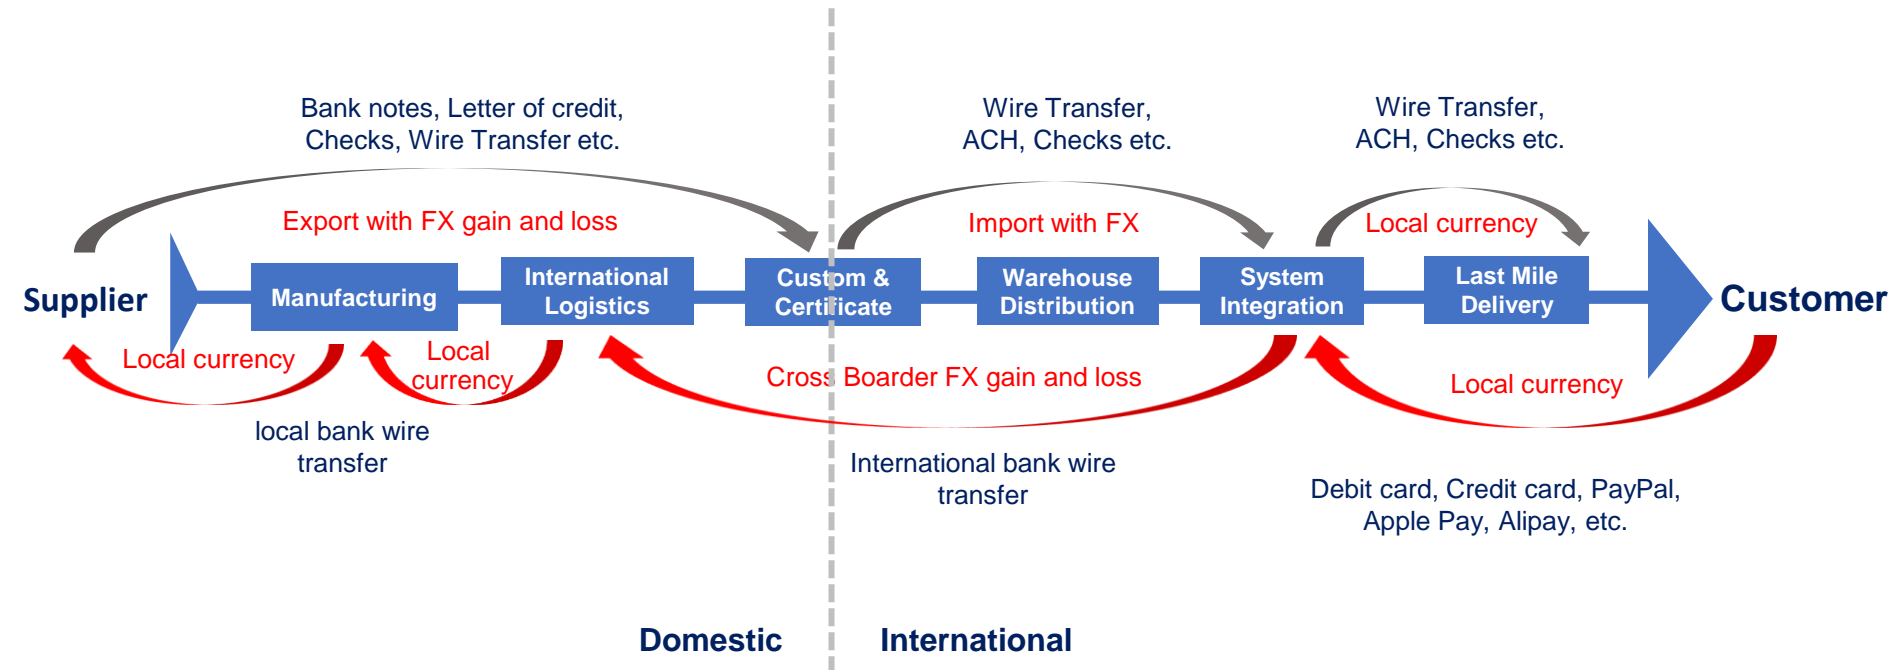 Bank notes, Letter of credit,
Checks, Wire Transfer etc.
Wire Transfer,
ACH, Checks etc.
Wire Transfer,
ACH, Checks etc.
Export with FX gain and loss
Import with FX
Local currency
Supplier
Manufacturing
International
Logistics
Custom &
Certificate
Warehouse
Distribution
System
Integration
Last Mile
Delivery
Customer
Local currency
Local
currency
Cross Boarder FX gain and loss
Local currency
local bank wire
transfer
International bank wire
transfer
Debit card, Credit card, PayPal,
Apple Pay, Alipay, etc.
Domestic
International